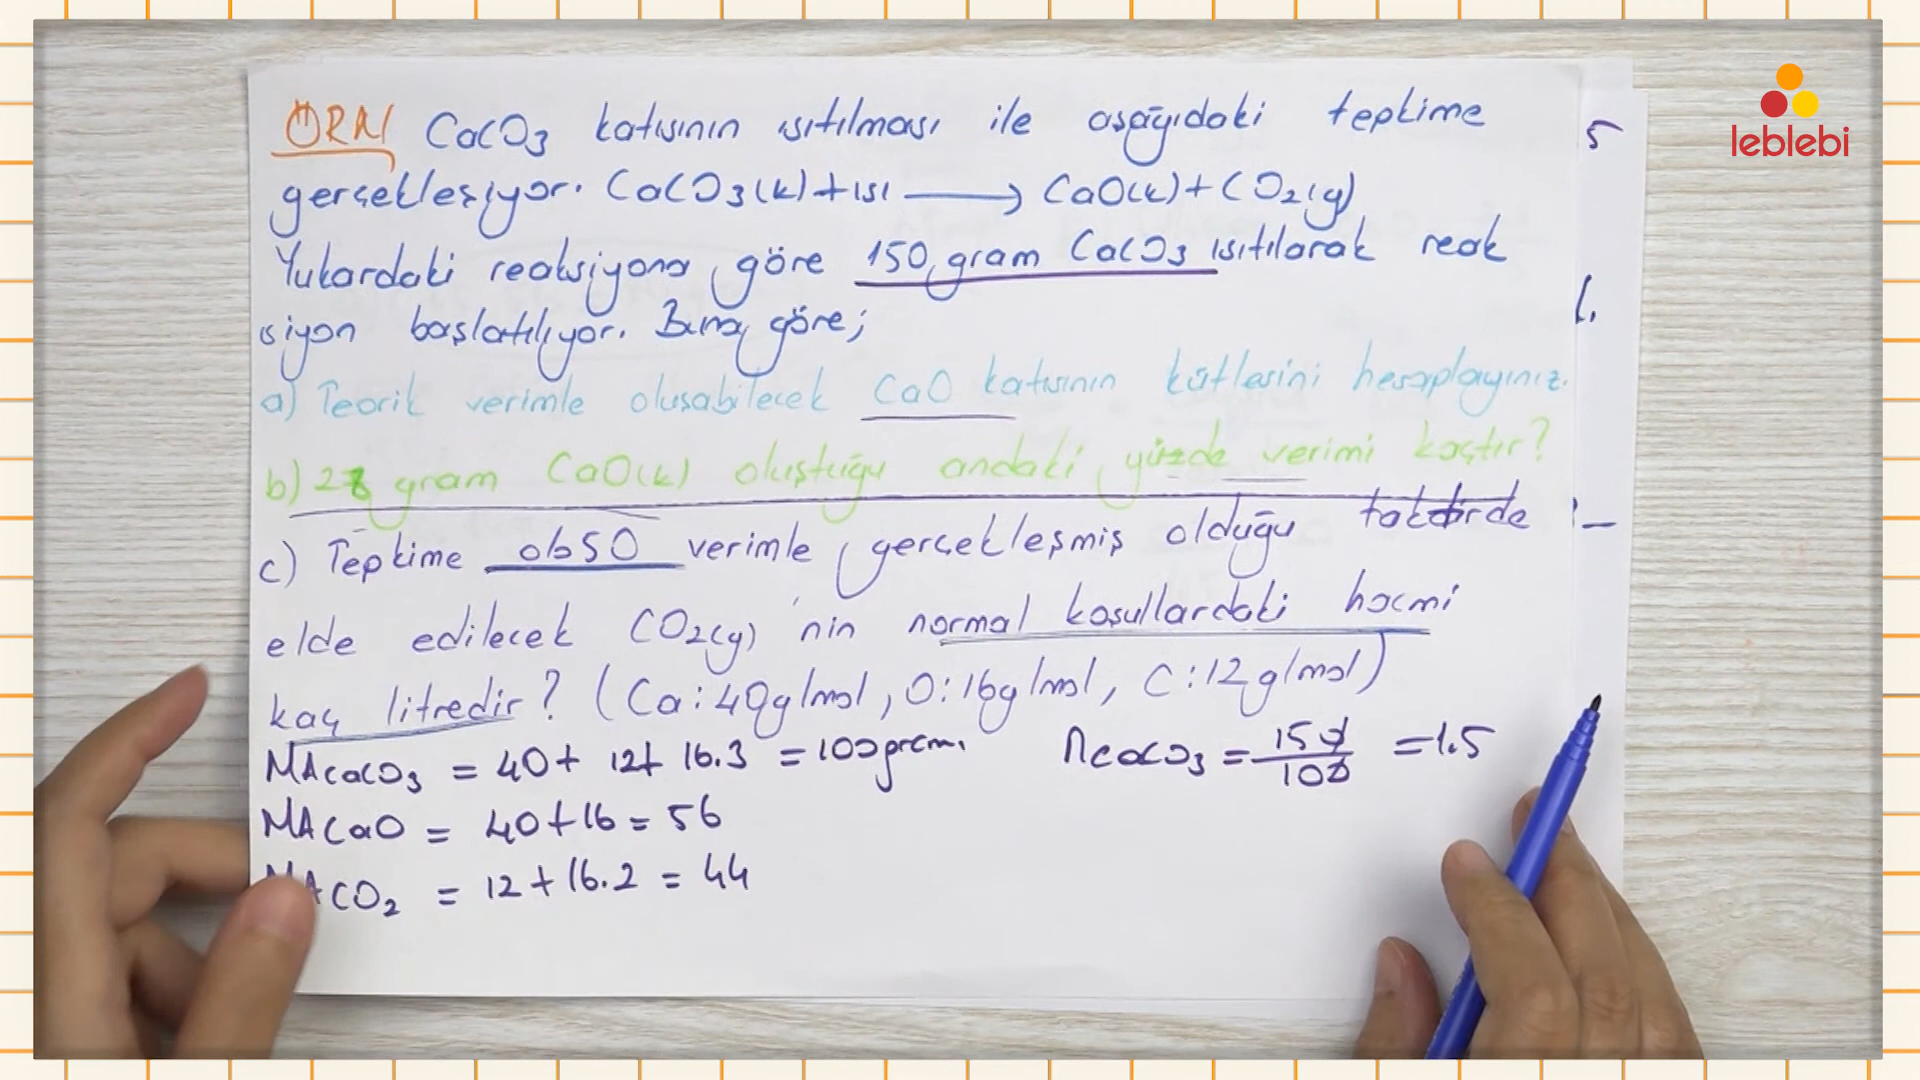 ÖRN CaCO3 katısının ısıtılması ile aşağıdaki tepkime
gerçekleşiyor. CaCO3(k)+ısı → CaO(k)+CO2(g)
Yukardaki reaksiyona göre 150 gram CaCO3 ısıtılarak reak
siyon başlatılıyor. Buna göre;
a) Teorik verimle oluşabilecek CaO katısının kütlesini hesaplayınız.
b) 28 gram CaO(k) oluştuğu andaki yüzde verimi kaçtır?
c) Tepkime %50 verimle gerçekleşmiş olduğu takdirde
elde edilecek CO2(g)'nin normal koşullardaki hacmi
kaç litredir? (Ca:40g/mol, O:16g/mol, C:12g/mol)
MACaCO3 = 40+ 12+ 16.3 = 100 gram.
nCaCO3 = 150/100 = 1.5
MACaO = 40+16 = 56
MACO2 = 12+16.2 = 44
5
leblebi